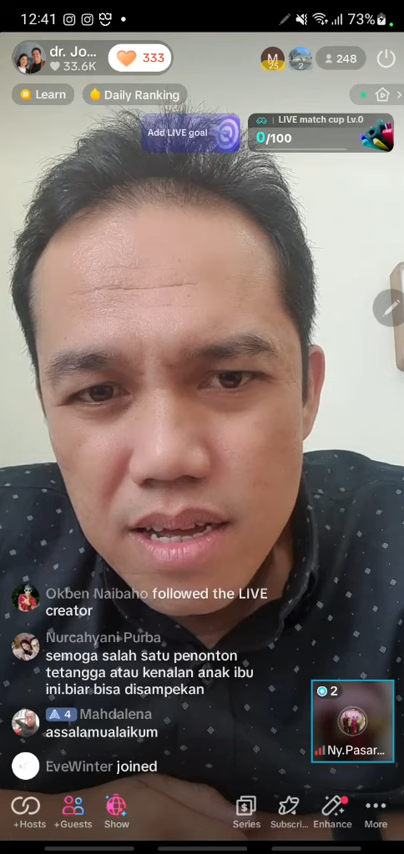 12:41 73%
dr. Jo...
33.6K
333
M
25
2
248
Learn
Daily Ranking
Add LIVE goal
LIVE match cup Lv.0
0/100
Okben Naibaho followed the LIVE
creator
Nurcahyani Purba
semoga salah satu penonton
tetangga atau kenalan anak ibu
ini.biar bisa disampekan
4 Mahdalena
assalamualaikum
EveWinter joined
2
Ny.Pasar...
+Hosts
+Guests
Show
Series
Subscri...
Enhance
More